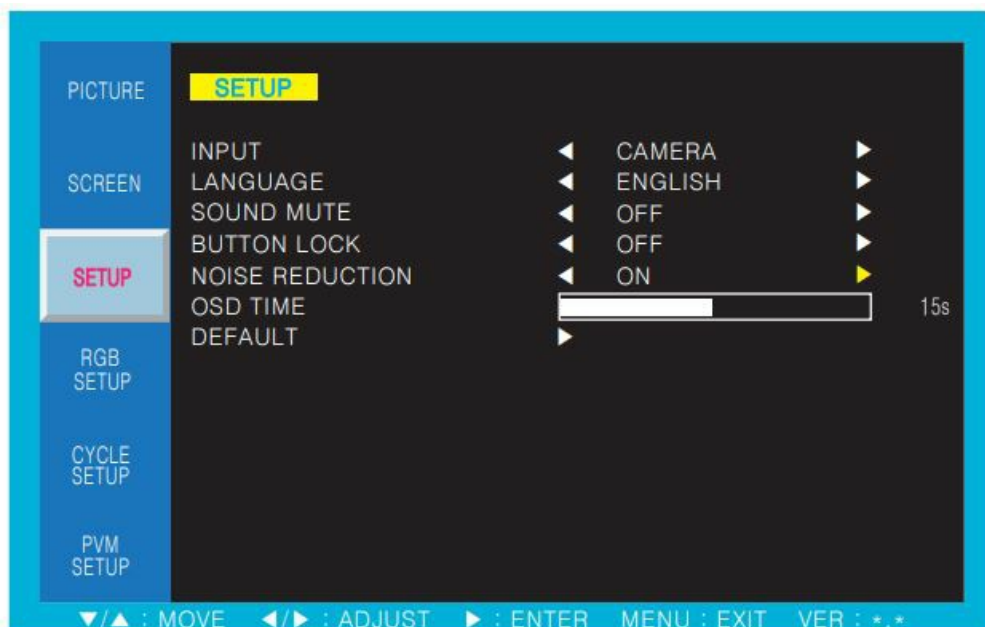 PICTURE
SCREEN
SETUP
RGB
SETUP
CYCLE
SETUP
PVM
SETUP
SETUP
INPUT ◀ CAMERA ▶
LANGUAGE ◀ ENGLISH ▶
SOUND MUTE ◀ OFF ▶
BUTTON LOCK ◀ OFF ▶
NOISE REDUCTION ◀ ON ▶
OSD TIME 15s
DEFAULT ▶
▼/▲ : MOVE ◀/▶ : ADJUST ▶ : ENTER MENU : EXIT VER : *.*